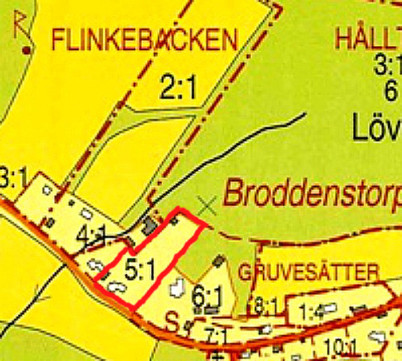 R
FLINKEBACKEN
HÅLLT
3:1
6
2:1
Löv
3:1
Broddenstorp
4:1
5:1
GRUVESÄTTER
6:1
8:1
1:4
S
7:1
10:1